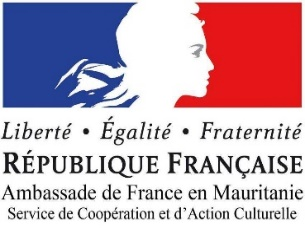 Liberté • Égalité • Fraternité
RÉPUBLIQUE FRANÇAISE
Ambassade de France en Mauritanie
Service de Coopération et d'Action Culturelle